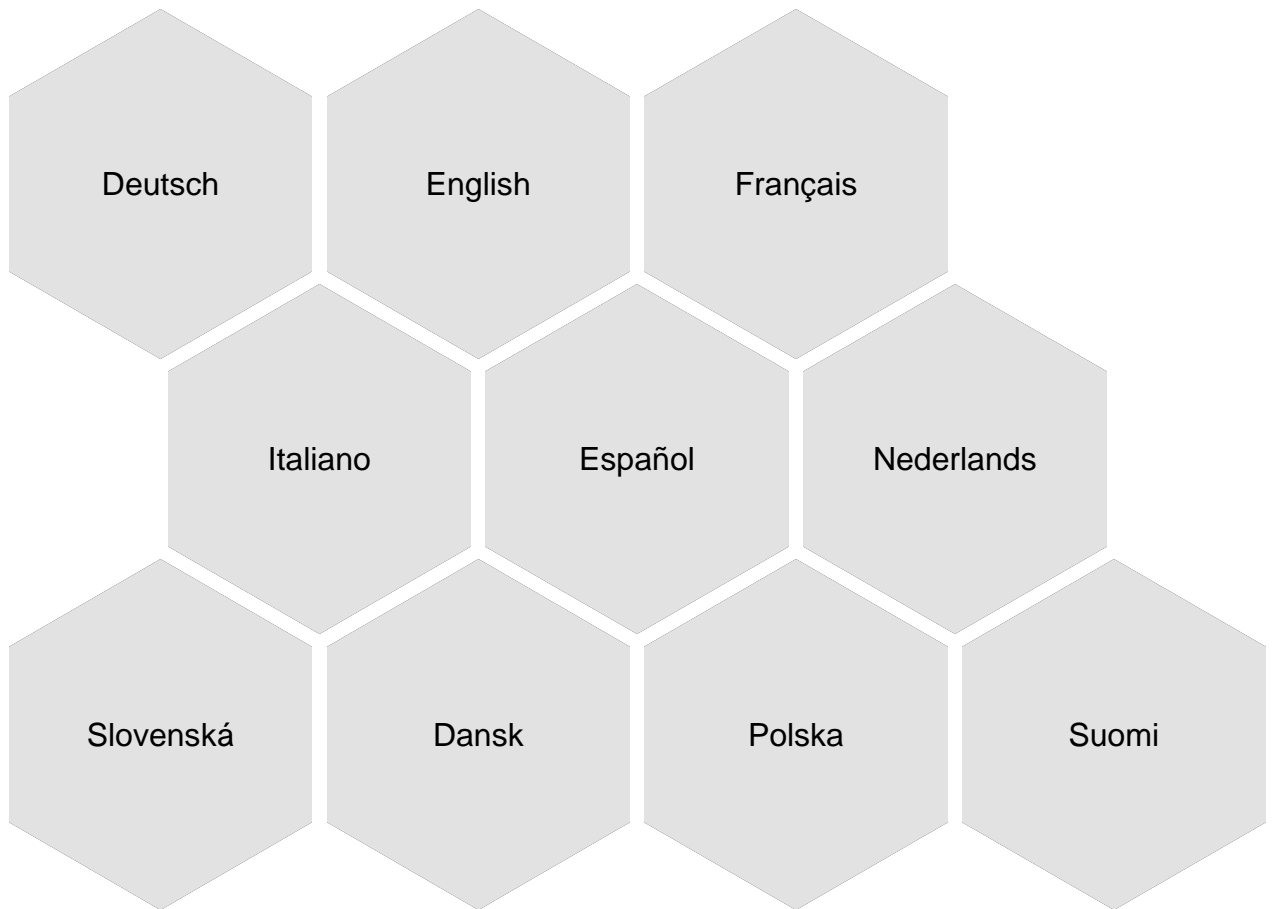 Deutsch
English
Français
Italiano
Español
Nederlands
Slovenská
Dansk
Polska
Suomi